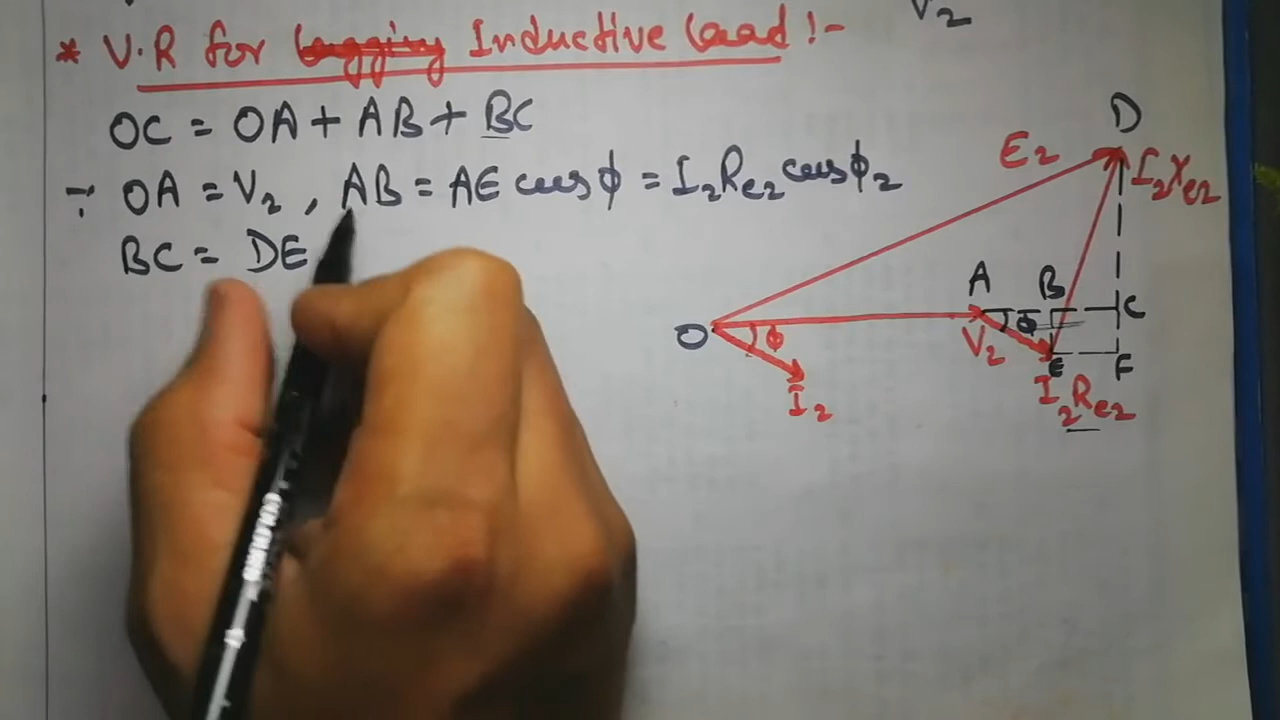 V₂
* V.R for lagging Inductive load :-
OC = OA + AB + BC
∵ OA = V₂ , AB = AE cos ϕ = I₂Re₂ cos ϕ₂
BC = DE
D
E₂
I₂Xe₂
A B C
O ϕ V₂ ϕ
E F
I₂ I₂Re₂